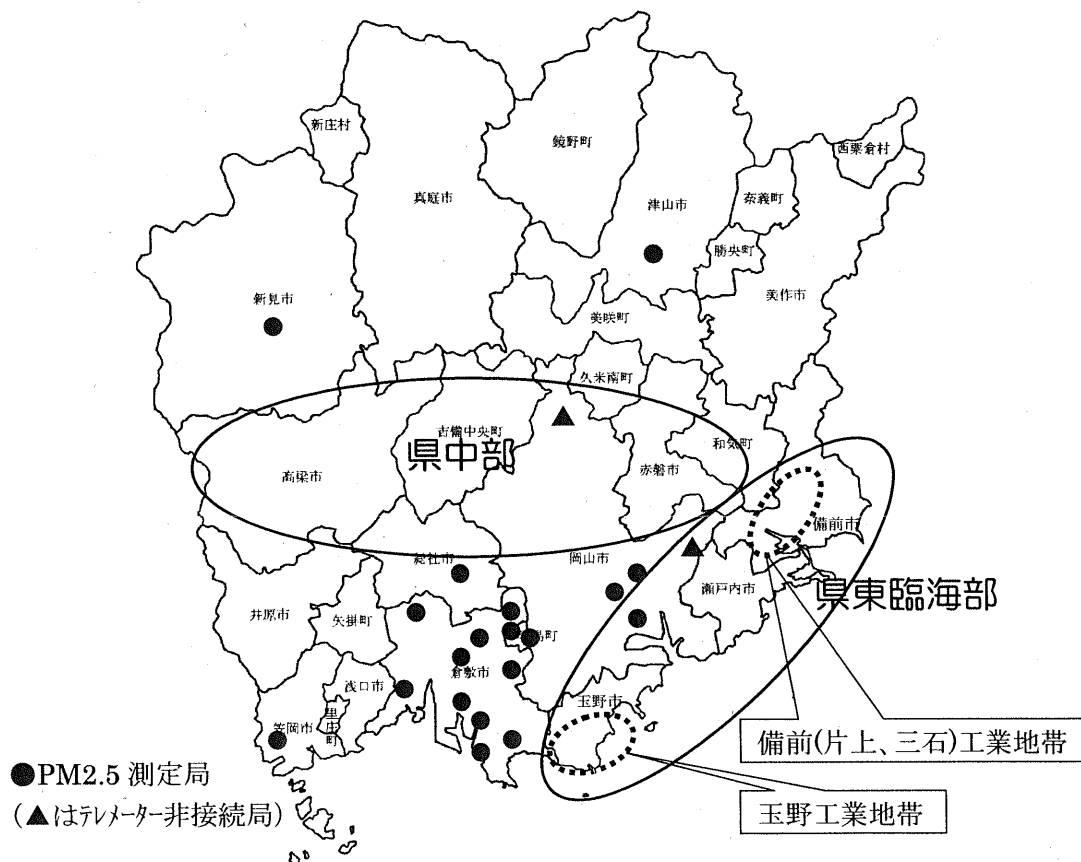 新庄村
鏡野町
西粟倉村
真庭市
津山市
奈義町
勝央町
新見市
美作市
美咲町
久米南町
吉備中央町
和気町
県中部
高梁市
赤磐市
備前市
総社市
岡山市
瀬戸内市
県東臨海部
井原市
矢掛町
島町
倉敷市
浅口市
玉野市
笠岡市
里庄町
備前(片上、三石)工業地帯
●PM2.5 測定局
(▲はテレメーター非接続局)
玉野工業地帯